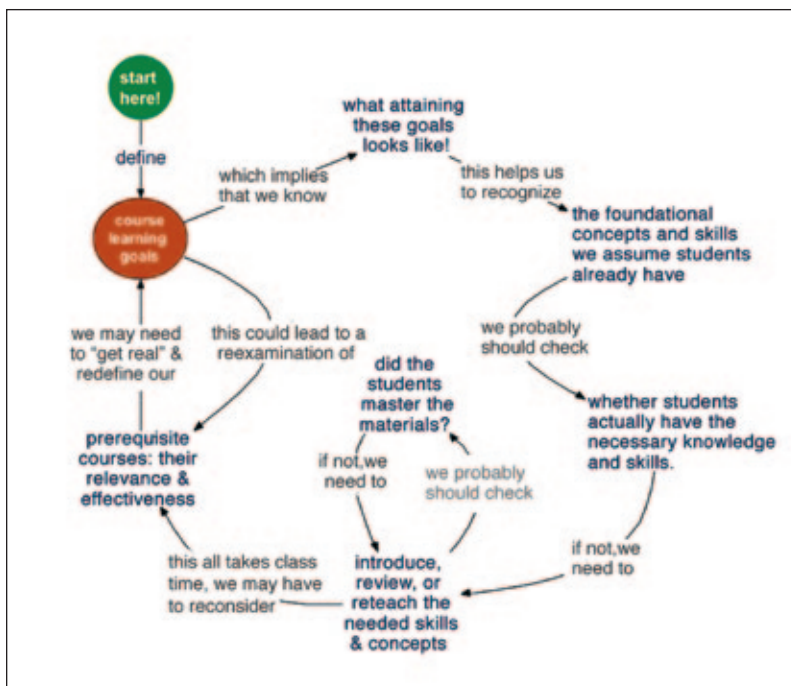 start
here!
define
course
learning
goals
which implies
that we know
what attaining
these goals
looks like!
this helps us
to recognize
the foundational
concepts and skills
we assume students
already have
we probably
should check
whether students
actually have the
necessary knowledge
and skills.
if not,we
need to
introduce,
review, or
reteach the
needed skills
& concepts
we probably
should check
did the
students
master the
materials?
if not,we
need to
this all takes class
time, we may have
to reconsider
prerequisite
courses: their
relevance &
effectiveness
we may need
to “get real” &
redefine our
this could lead to a
reexamination of